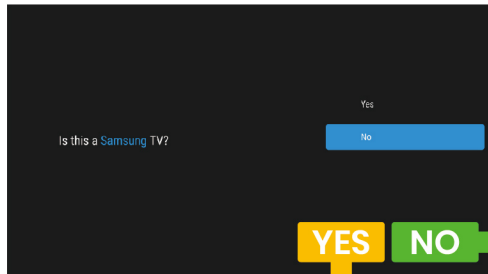 Yes
Is this a Samsung TV?
No
YES NO